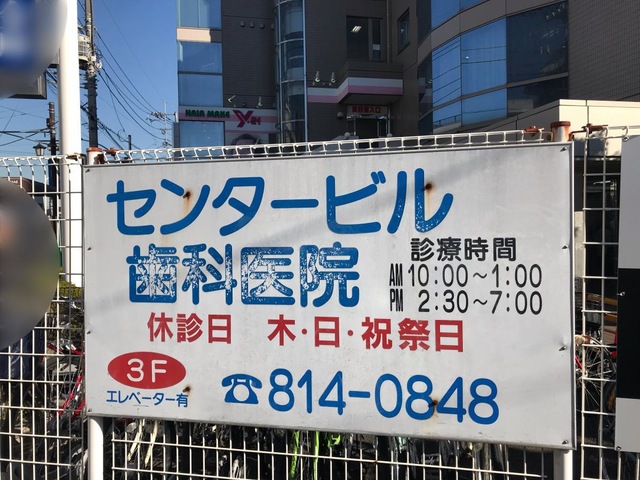 HAIR MAKE
センタービル
歯科医院
診療時間
AM 10:00〜1:00
PM 2:30〜7:00
休診日 木・日・祝祭日
3F
エレベーター有
☎814-0848